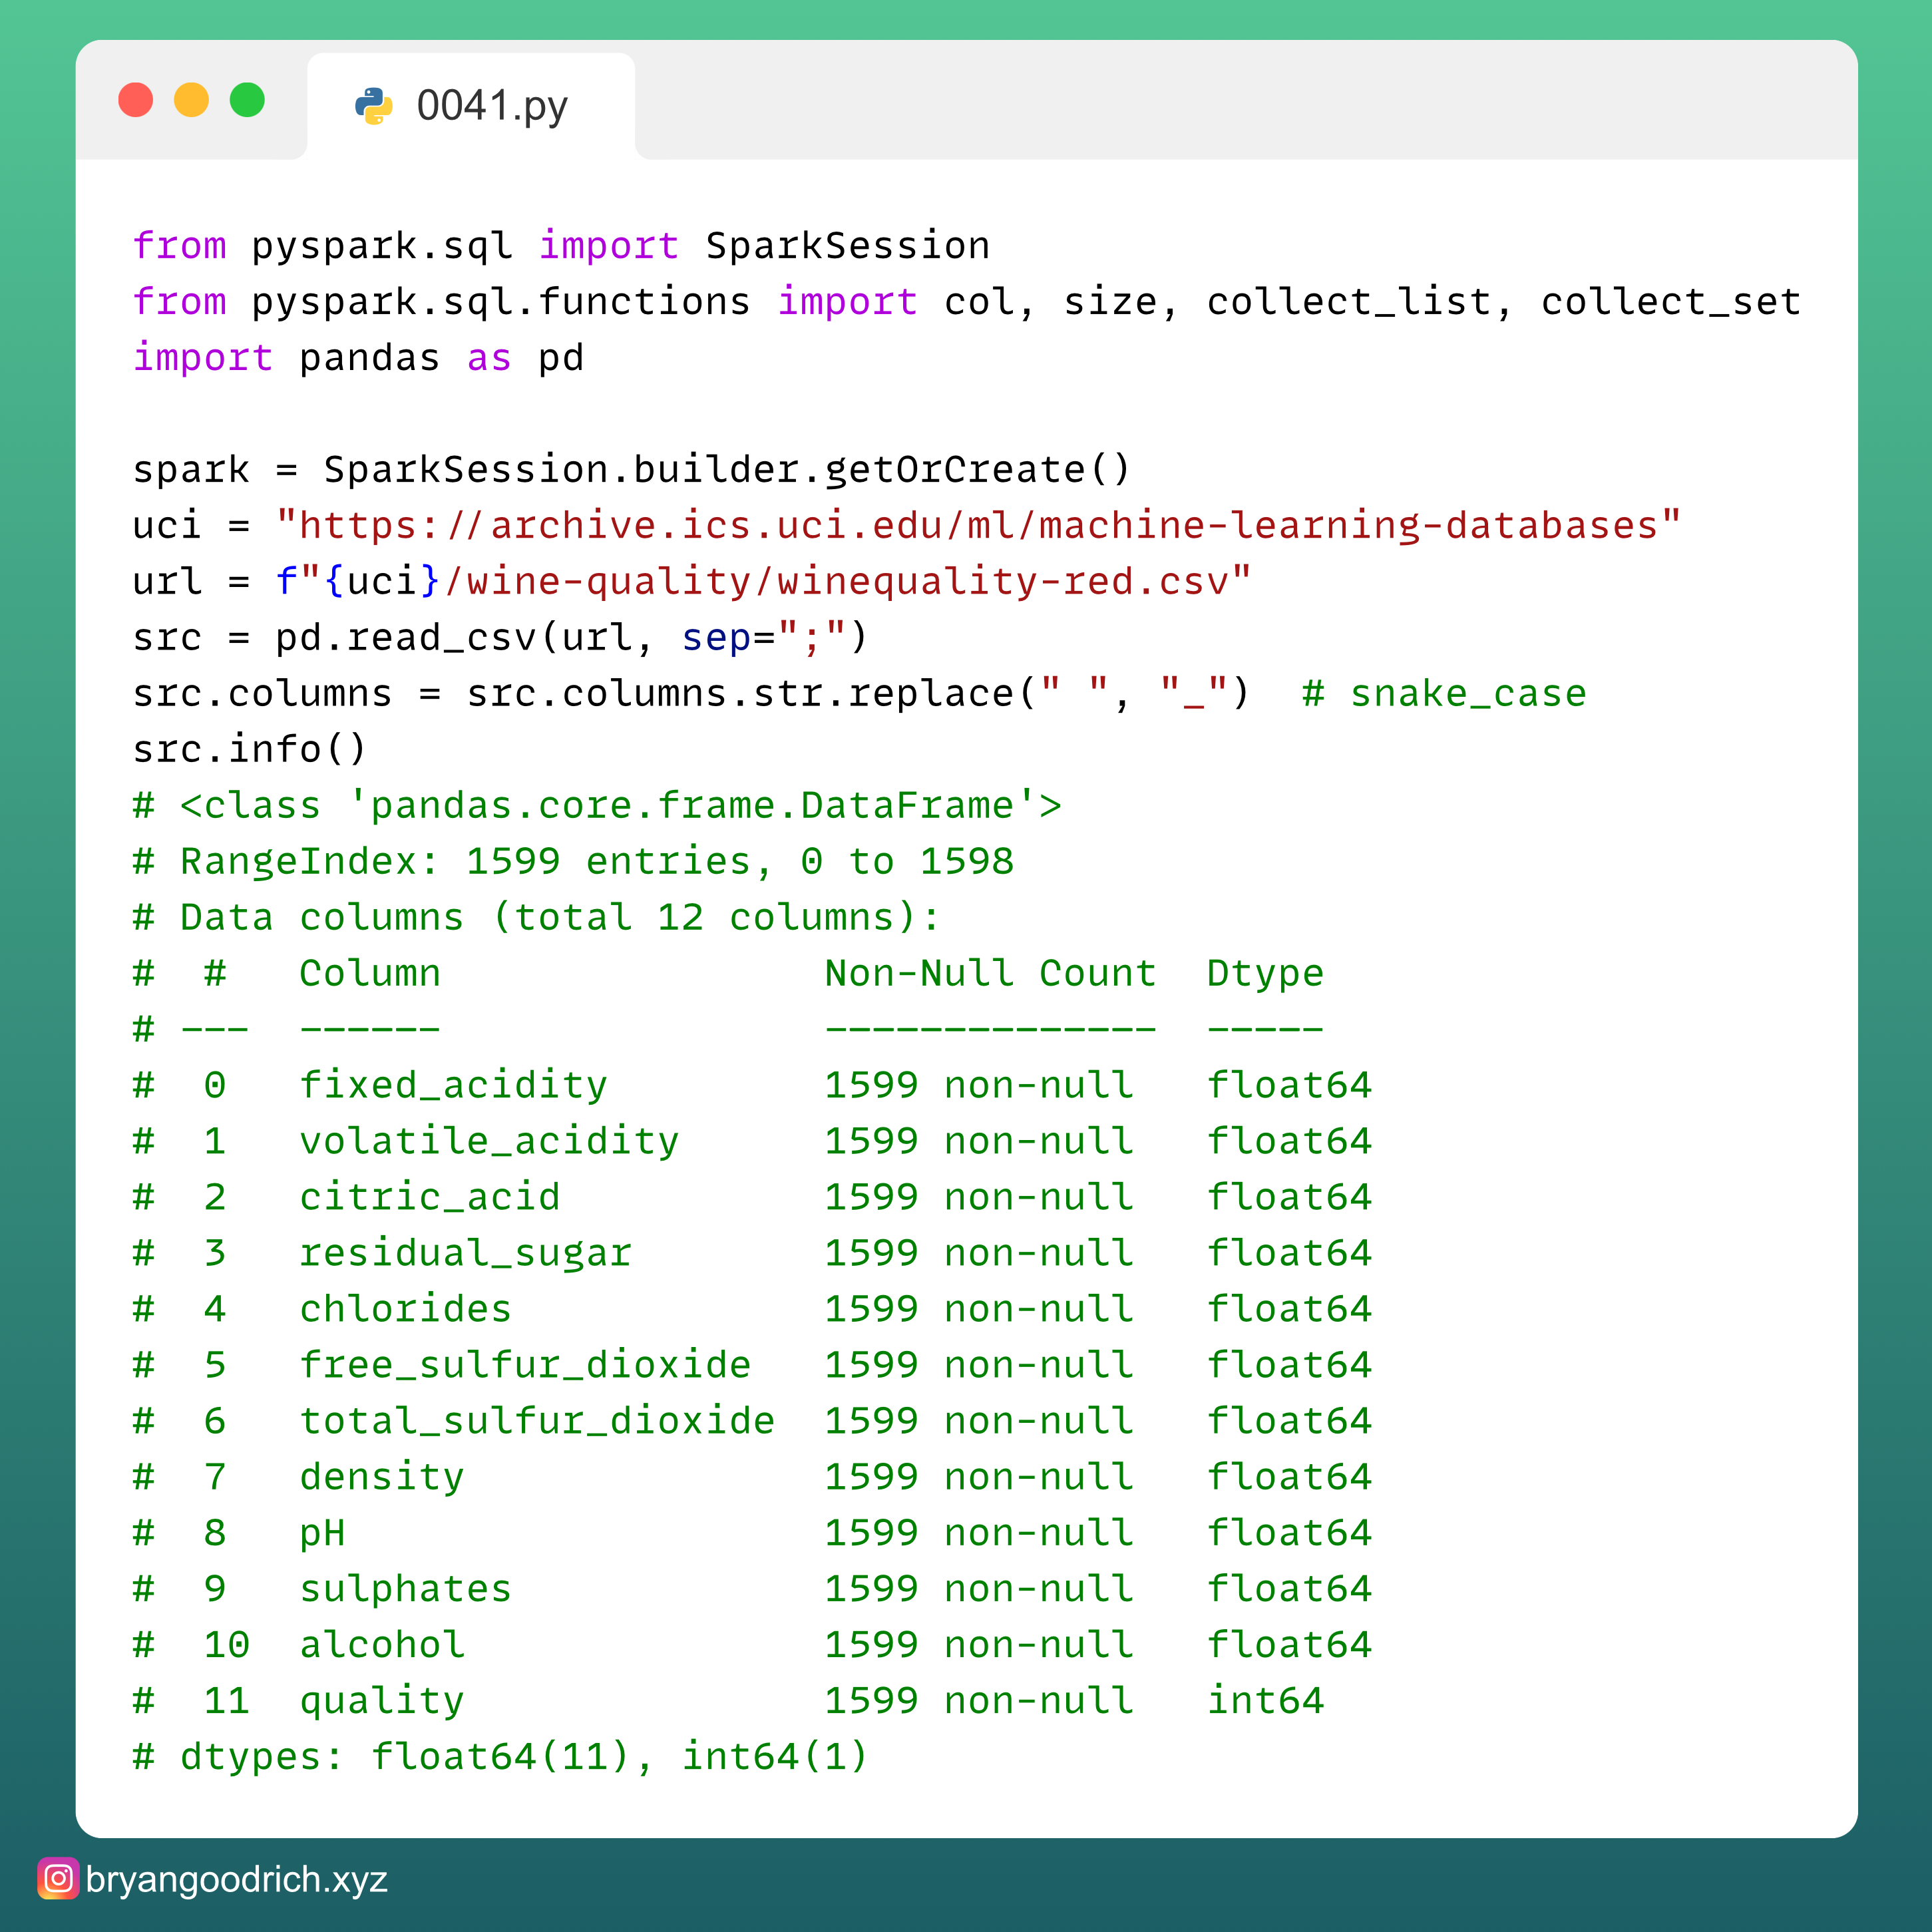 0041.py
from pyspark.sql import SparkSession
from pyspark.sql.functions import col, size, collect_list, collect_set
import pandas as pd
spark = SparkSession.builder.getOrCreate()
uci = "https://archive.ics.uci.edu/ml/machine-learning-databases"
url = f"{uci}/wine-quality/winequality-red.csv"
src = pd.read_csv(url, sep=";")
src.columns = src.columns.str.replace(" ", "_")  # snake_case
src.info()
# <class 'pandas.core.frame.DataFrame'>
# RangeIndex: 1599 entries, 0 to 1598
# Data columns (total 12 columns):
#  #   Column                Non-Null Count  Dtype
# ---  ------                --------------  -----
#  0   fixed_acidity         1599 non-null   float64
#  1   volatile_acidity      1599 non-null   float64
#  2   citric_acid           1599 non-null   float64
#  3   residual_sugar        1599 non-null   float64
#  4   chlorides             1599 non-null   float64
#  5   free_sulfur_dioxide   1599 non-null   float64
#  6   total_sulfur_dioxide  1599 non-null   float64
#  7   density               1599 non-null   float64
#  8   pH                    1599 non-null   float64
#  9   sulphates             1599 non-null   float64
#  10  alcohol               1599 non-null   float64
#  11  quality               1599 non-null   int64
# dtypes: float64(11), int64(1)
bryangoodrich.xyz